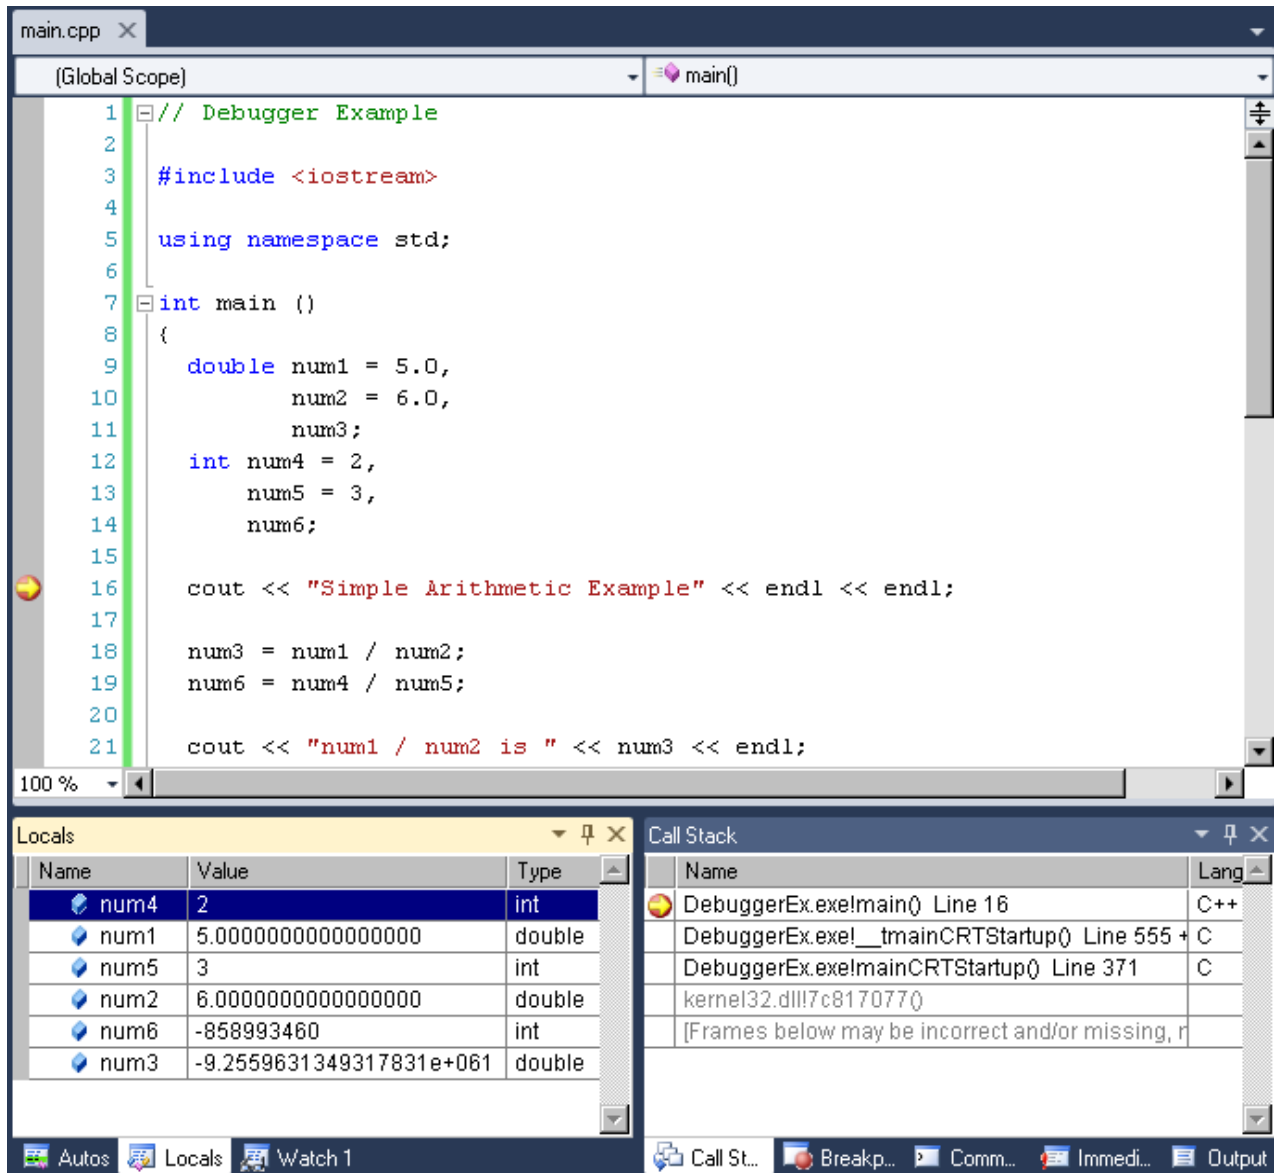 main.cpp
(Global Scope) main()
1 // Debugger Example
2
3 #include <iostream>
4
5 using namespace std;
6
7 int main ()
8 {
9 double num1 = 5.0,
10 num2 = 6.0,
11 num3;
12 int num4 = 2,
13 num5 = 3,
14 num6;
15
16 cout << "Simple Arithmetic Example" << endl << endl;
17
18 num3 = num1 / num2;
19 num6 = num4 / num5;
20
21 cout << "num1 / num2 is " << num3 << endl;
100 %
Locals
Name Value Type
num4 2 int
num1 5.0000000000000000 double
num5 3 int
num2 6.0000000000000000 double
num6 -858993460 int
num3 -9.2559631349317831e+061 double
Autos Locals Watch 1
Call Stack
Name Lang
DebuggerEx.exe!main() Line 16 C++
DebuggerEx.exe!__tmainCRTStartup() Line 555 + C
DebuggerEx.exe!mainCRTStartup() Line 371 C
kernel32.dll!7c817077()
[Frames below may be incorrect and/or missing, r
Call St... Breakp... Comm... Immedi... Output